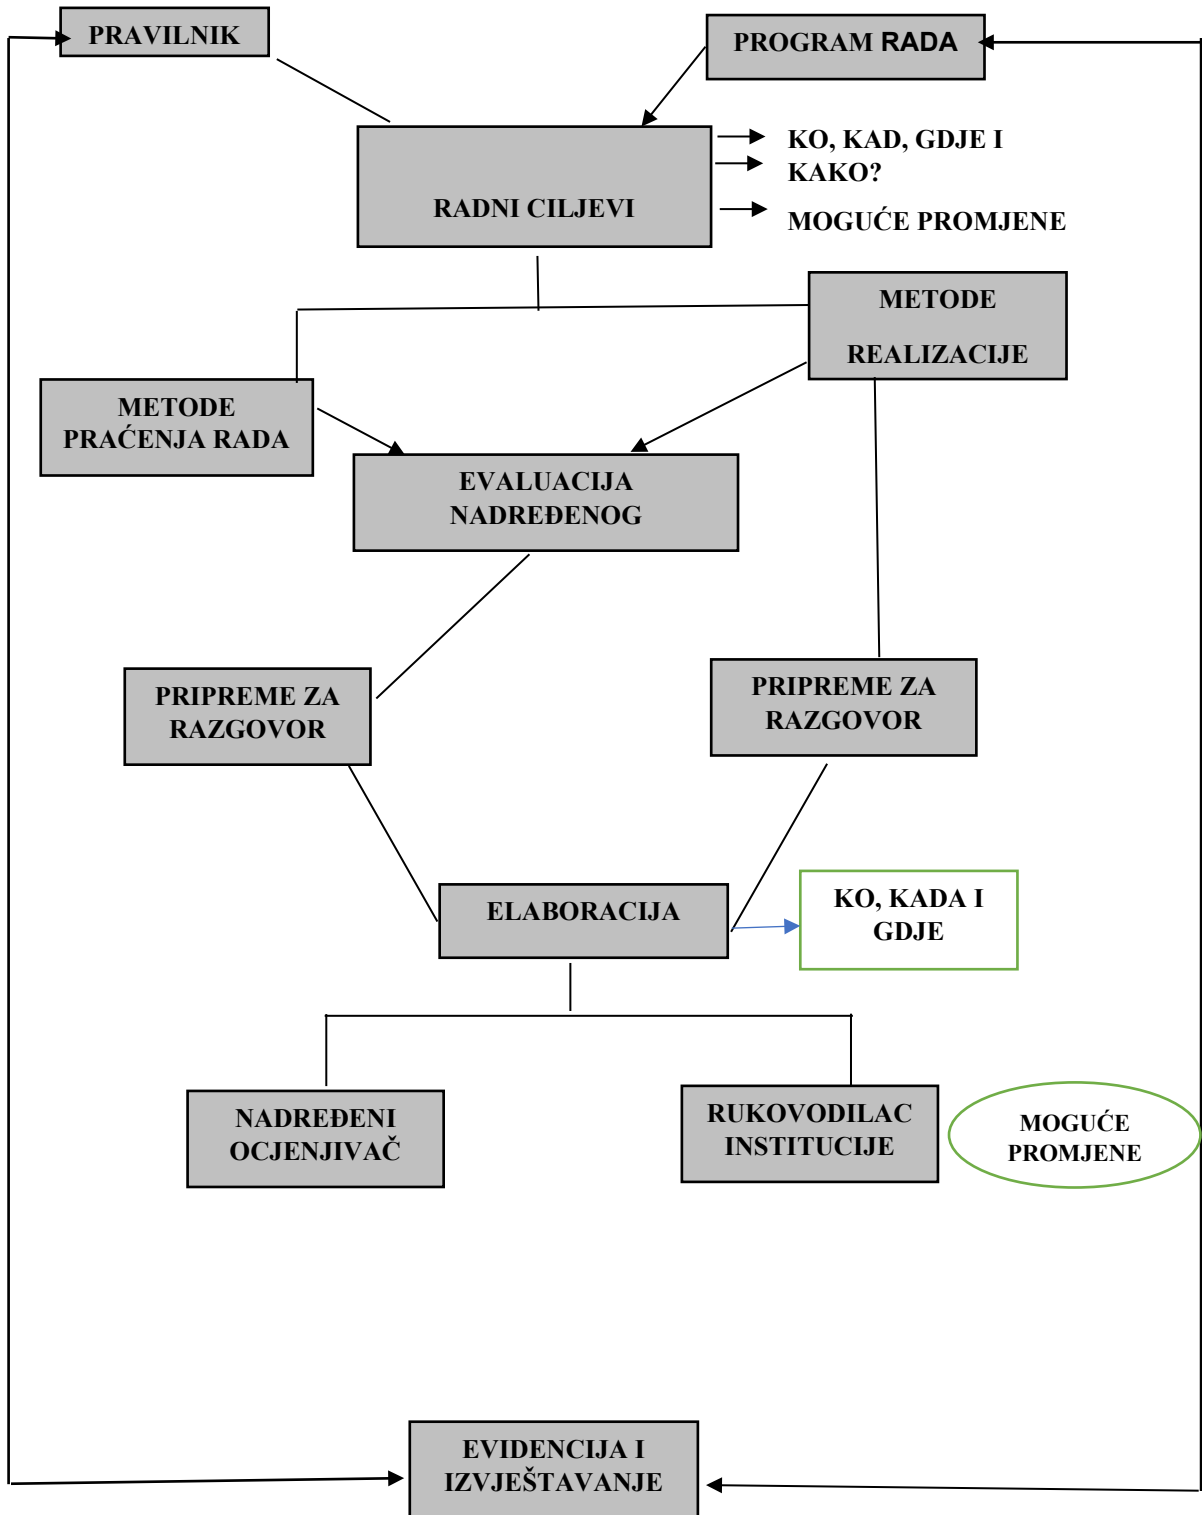 PRAVILNIK
PROGRAM RADA
KO, KAD, GDJE I
KAKO?
RADNI CILJEVI
MOGUĆE PROMJENE
METODE
REALIZACIJE
METODE
PRAĆENJA RADA
EVALUACIJA
NADREĐENOG
PRIPREME ZA
RAZGOVOR
PRIPREME ZA
RAZGOVOR
ELABORACIJA
KO, KADA I
GDJE
NADREĐENI
OCJENJIVAČ
RUKOVODILAC
INSTITUCIJE
MOGUĆE
PROMJENE
EVIDENCIJA I
IZVJEŠTAVANJE